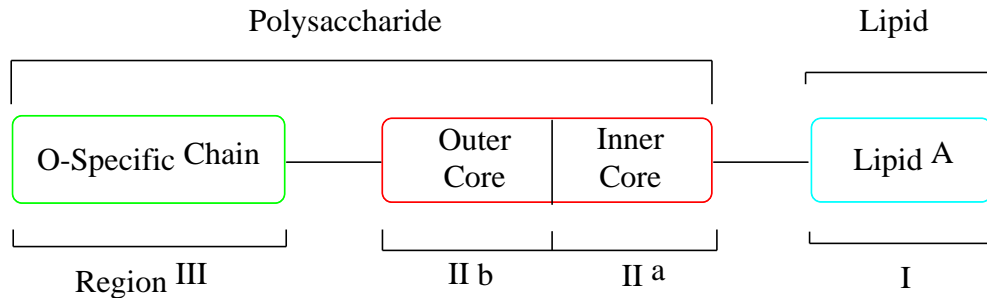 Polysaccharide
Lipid
O-Specific Chain
Outer
Core
Inner
Core
Lipid A
Region III
II b
II a
I